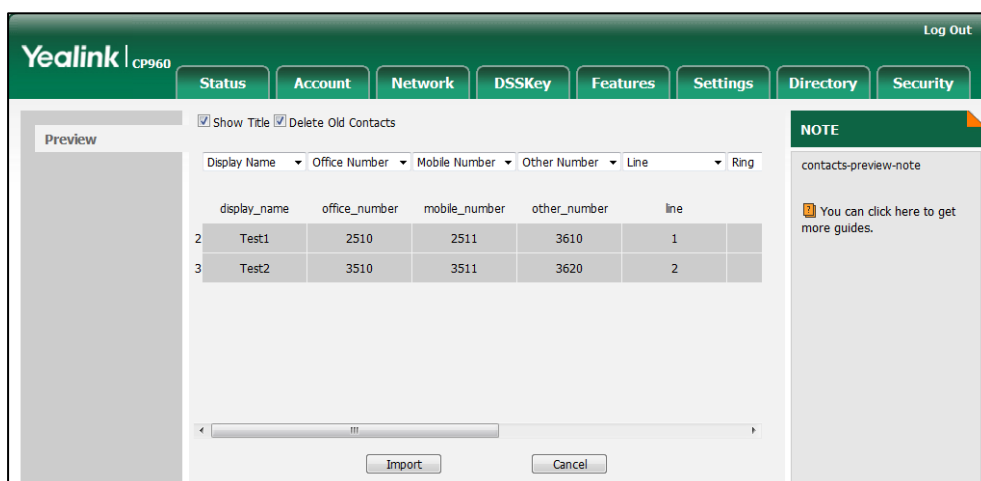 Log Out
Yealink CP960
Status Account Network DSSKey Features Settings Directory Security
Preview
Show Title Delete Old Contacts
Display Name Office Number Mobile Number Other Number Line Ring
display_name office_number mobile_number other_number line
2 Test1 2510 2511 3610 1
3 Test2 3510 3511 3620 2
Import Cancel
NOTE
contacts-preview-note
You can click here to get
more guides.